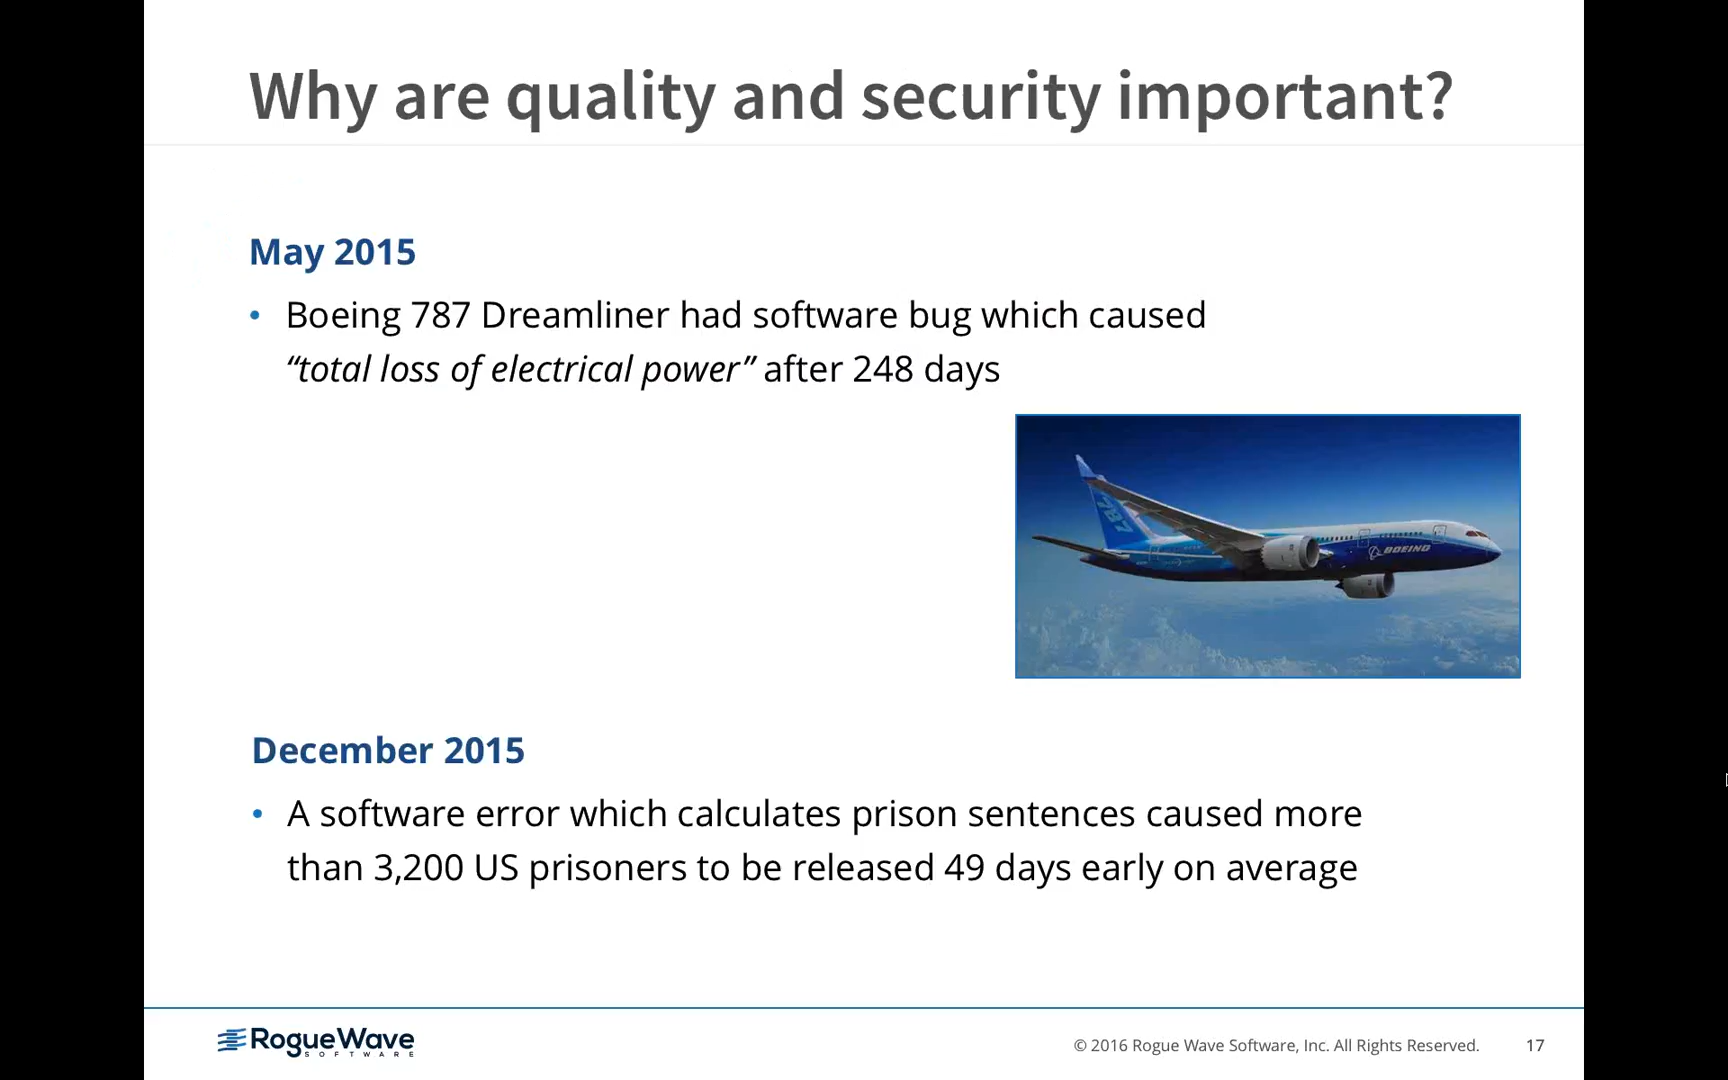 Why are quality and security important?
May 2015
• Boeing 787 Dreamliner had software bug which caused
“total loss of electrical power” after 248 days
787
BOEING
December 2015
• A software error which calculates prison sentences caused more
than 3,200 US prisoners to be released 49 days early on average
RogueWave
SOFTWARE
© 2016 Rogue Wave Software, Inc. All Rights Reserved.
17